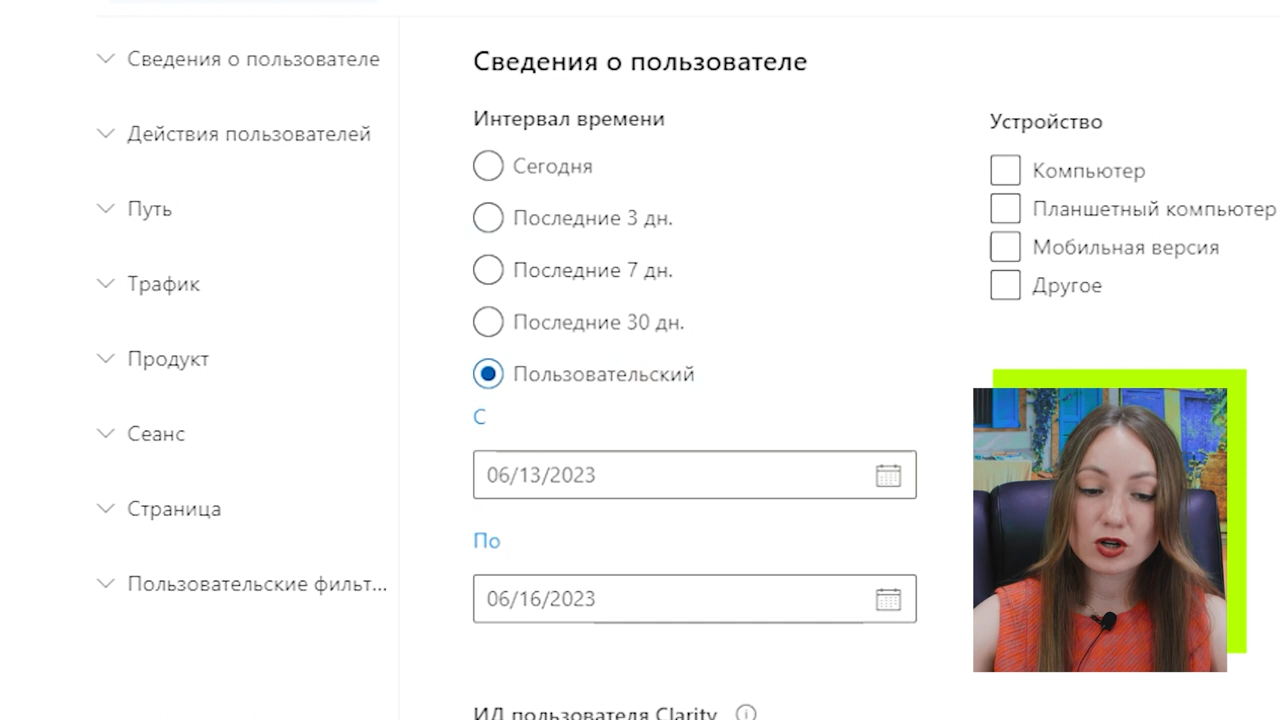 Сведения о пользователе
Действия пользователей
Путь
Трафик
Продукт
Сеанс
Страница
Пользовательские фильт...
Сведения о пользователе
Интервал времени
Сегодня
Последние 3 дн.
Последние 7 дн.
Последние 30 дн.
Пользовательский
С
06/13/2023
По
06/16/2023
ИД пользователя Clarity
Устройство
Компьютер
Планшетный компьютер
Мобильная версия
Другое